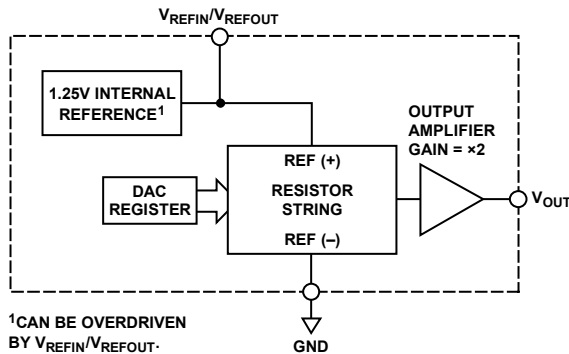 VREFIN/VREFOUT
1.25V INTERNAL
REFERENCE1
OUTPUT
AMPLIFIER
GAIN = ×2
REF (+)
DAC
REGISTER
RESISTOR
STRING
REF (–)
VOUT
GND
1CAN BE OVERDRIVEN
BY VREFIN/VREFOUT.